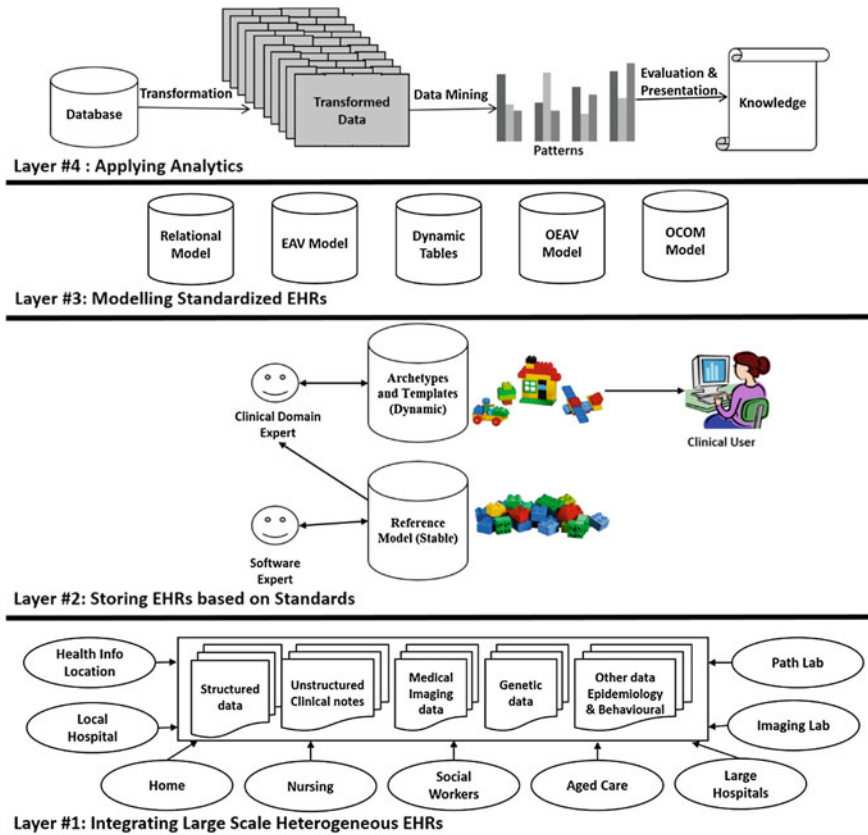 Database
Transformation
Transformed
Data
Data Mining
Patterns
Evaluation &
Presentation
Knowledge
Layer #4 : Applying Analytics
Relational
Model
EAV Model
Dynamic
Tables
OEAV
Model
OCOM
Model
Layer #3: Modelling Standardized EHRs
Clinical Domain
Expert
Archetypes
and Templates
(Dynamic)
Clinical User
Software
Expert
Reference
Model (Stable)
Layer #2: Storing EHRs based on Standards
Health Info
Location
Local
Hospital
Structured
data
Unstructured
Clinical notes
Medical
Imaging
data
Genetic
data
Other data
Epidemiology
& Behavioural
Path Lab
Imaging Lab
Home
Nursing
Social
Workers
Aged Care
Large
Hospitals
Layer #1: Integrating Large Scale Heterogeneous EHRs